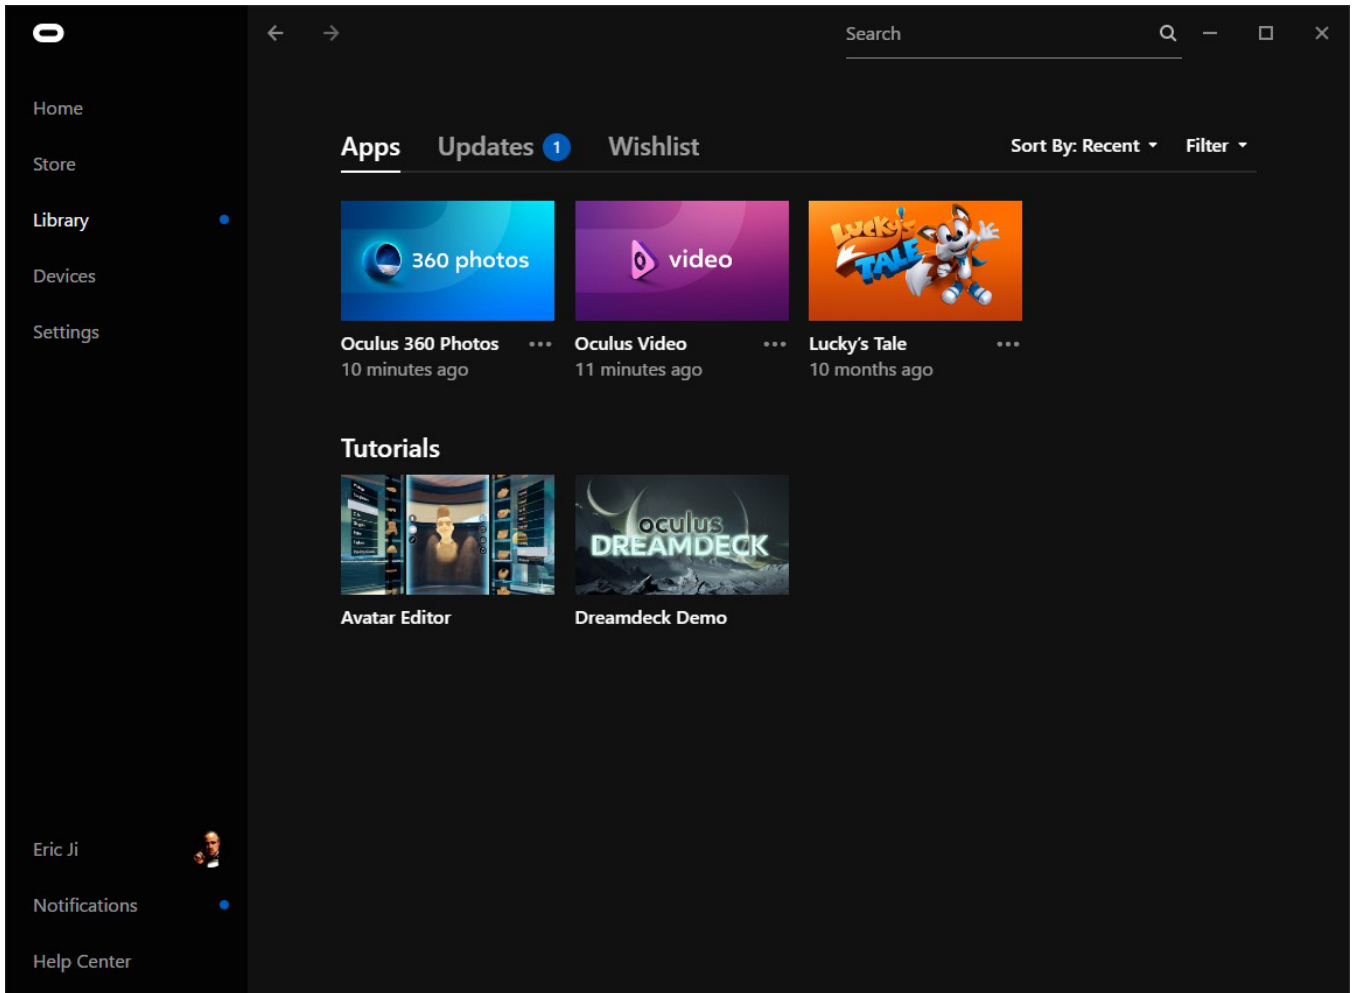 Search
Home
Store
Library
Devices
Settings
Apps
Updates 1
Wishlist
Sort By: Recent
Filter
360 photos
video
LUCKY'S
TALE
Oculus 360 Photos
10 minutes ago
Oculus Video
11 minutes ago
Lucky's Tale
10 months ago
Tutorials
oculus
DREAMDECK
Avatar Editor
Dreamdeck Demo
Eric Ji
Notifications
Help Center